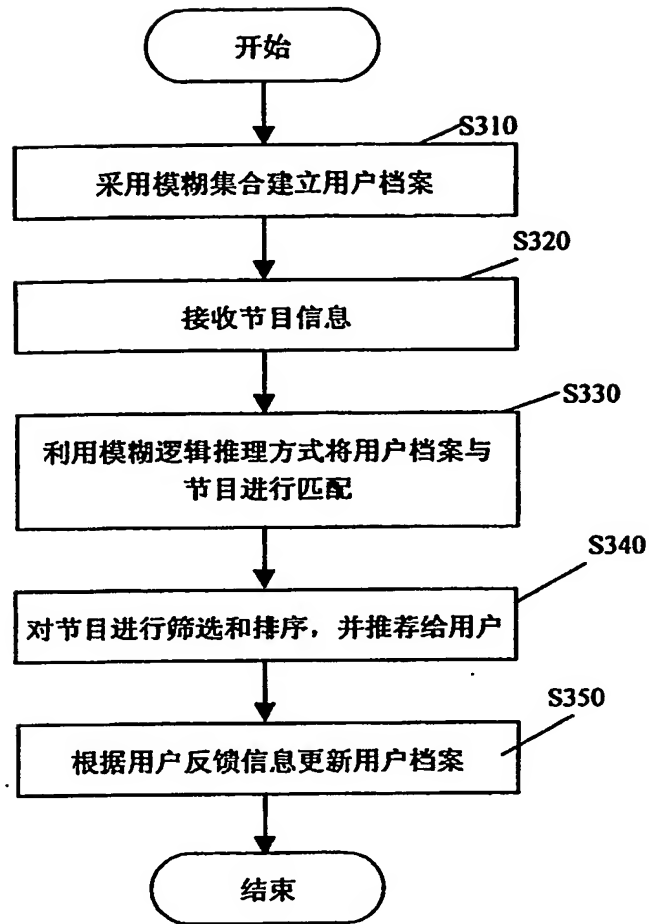 开始
S310
采用模糊集合建立用户档案
S320
接收节目信息
S330
利用模糊逻辑推理方式将用户档案与
节目进行匹配
S340
对节目进行筛选和排序，并推荐给用户
S350
根据用户反馈信息更新用户档案
结束